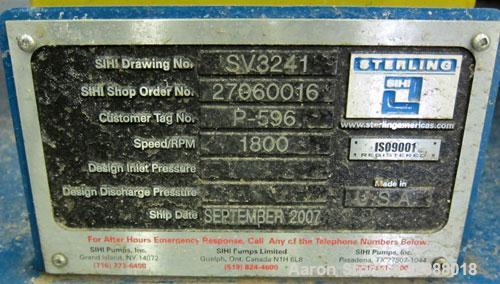 SIHI Drawing No. SV3241
SIHI Shop Order No. 27060016
Customer Tag No. P-596
Speed/RPM 1800
Design Inlet Pressure
Design Discharge Pressure
Ship Date SEPTEMBER 2007
STERLING
SIHI
www.sterlingamericas.com
ISO9001
REGISTERED
Made in
U.S.A.
For After Hours Emergency Response, Call Any of the Telephone Numbers Below:
SIHI Pumps, Inc.
Grand Island, NY 14072
(716) 773-6450
SIHI Pumps Limited
Guelph, Ont. Canada N1H 6L8
(519) 824-4600
SIHI Pumps, Inc.
Pasadena, TX 77507-1044
Aaron
88018